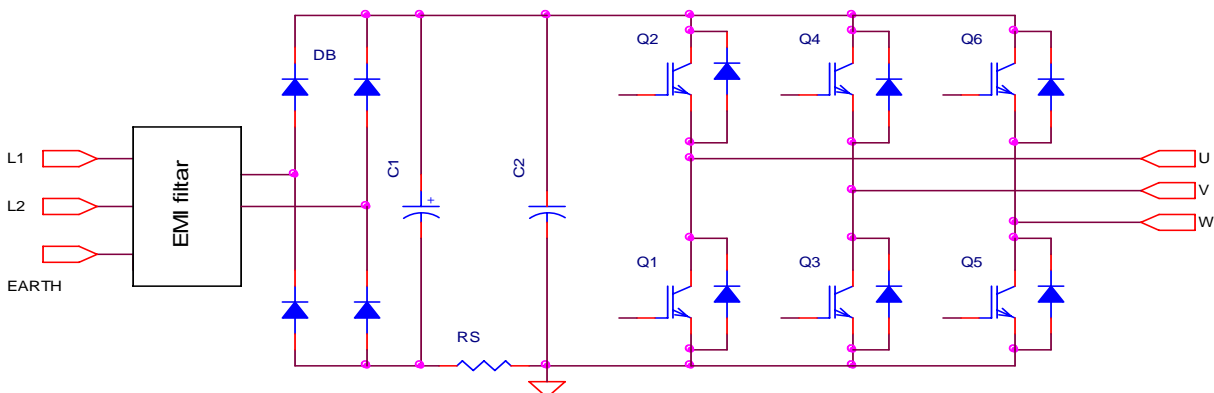 DB
Q2
Q4
Q6
L1
L2
EARTH
EMI filtar
C1
+
C2
U
V
W
Q1
Q3
Q5
RS